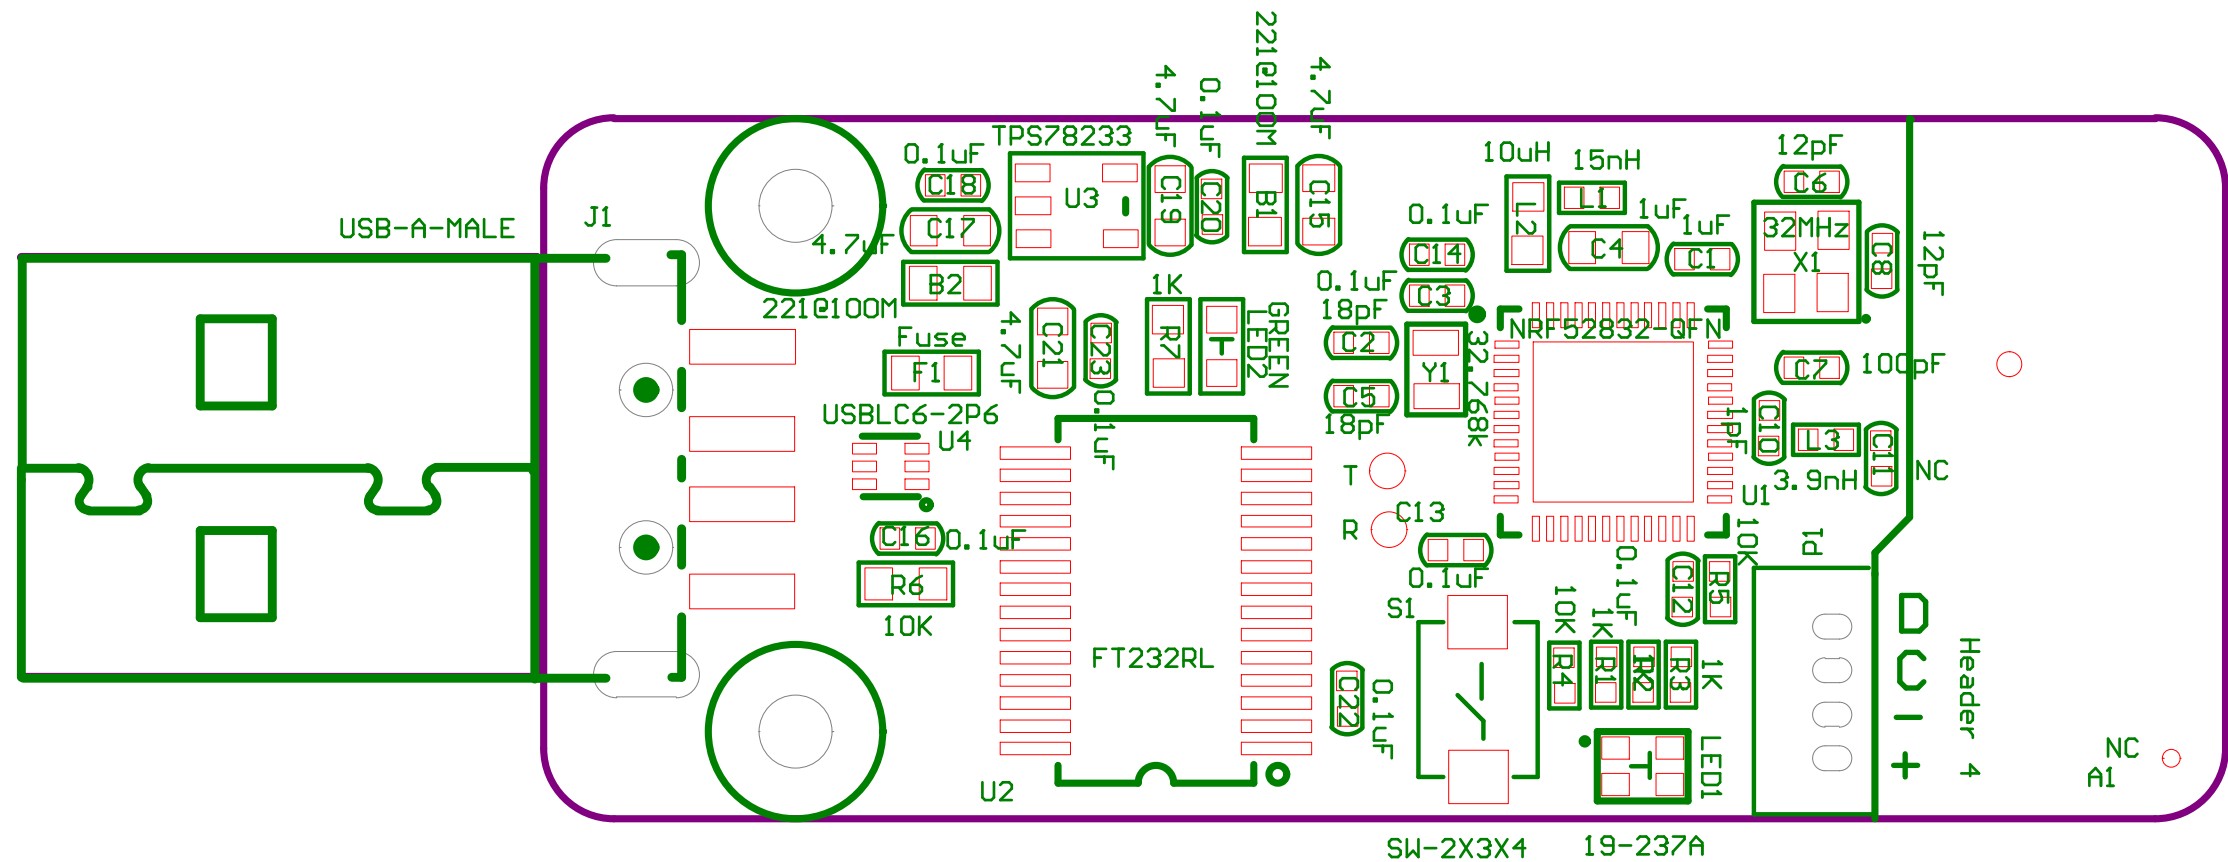 221@100M
4.7uF
0.1uF
4.7uF
TPS78233
0.1uF
C18
C17
4.7uF
U3
C19
C20
B1
C15
10uH
15nH
12pF
L2
L1
C6
1uF
1uF
0.1uF
C14
C4
C1
32MHz
X1
C8
12pF
USB-A-MALE
J1
B2
221@100M
0.1uF
C3
18pF
C2
1K
R7
LED2
GREEN
4.7uF
C21
C23
0.1uF
Fuse
F1
32.768k
Y1
NRF52832-QFN
C7
100pF
C5
18pF
USBLC6-2P6
U4
1pF
C10
L3
3.9nH
C11
NC
U1
T
R
C13
0.1uF
C16
0.1uF
R6
10K
10K
P1
C12
R5
0.1uF
S1
10K
R4
1K
R1
1K
R2
R3
1K
D
C
-
+
Header 4
FT232RL
C22
0.1uF
U2
LED1
NC
A1
SW-2X3X4
19-237A